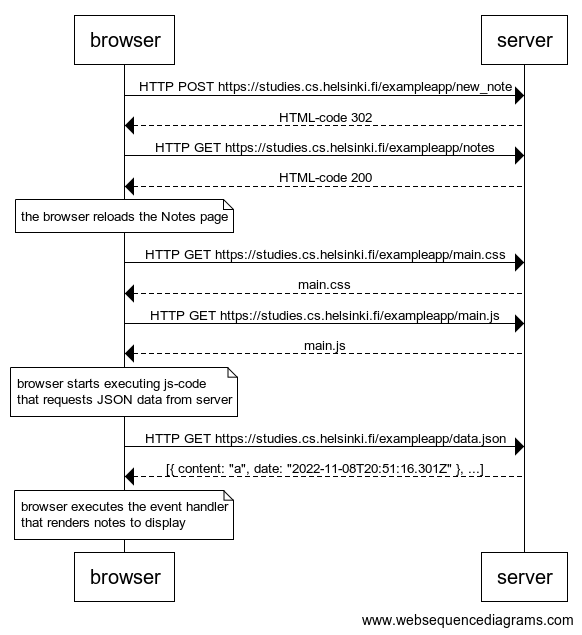 browser
server
HTTP POST https://studies.cs.helsinki.fi/exampleapp/new_note
HTML-code 302
HTTP GET https://studies.cs.helsinki.fi/exampleapp/notes
HTML-code 200
the browser reloads the Notes page
HTTP GET https://studies.cs.helsinki.fi/exampleapp/main.css
main.css
HTTP GET https://studies.cs.helsinki.fi/exampleapp/main.js
main.js
browser starts executing js-code
that requests JSON data from server
HTTP GET https://studies.cs.helsinki.fi/exampleapp/data.json
[{ content: "a", date: "2022-11-08T20:51:16.301Z" }, ...]
browser executes the event handler
that renders notes to display
browser
server
www.websequencediagrams.com